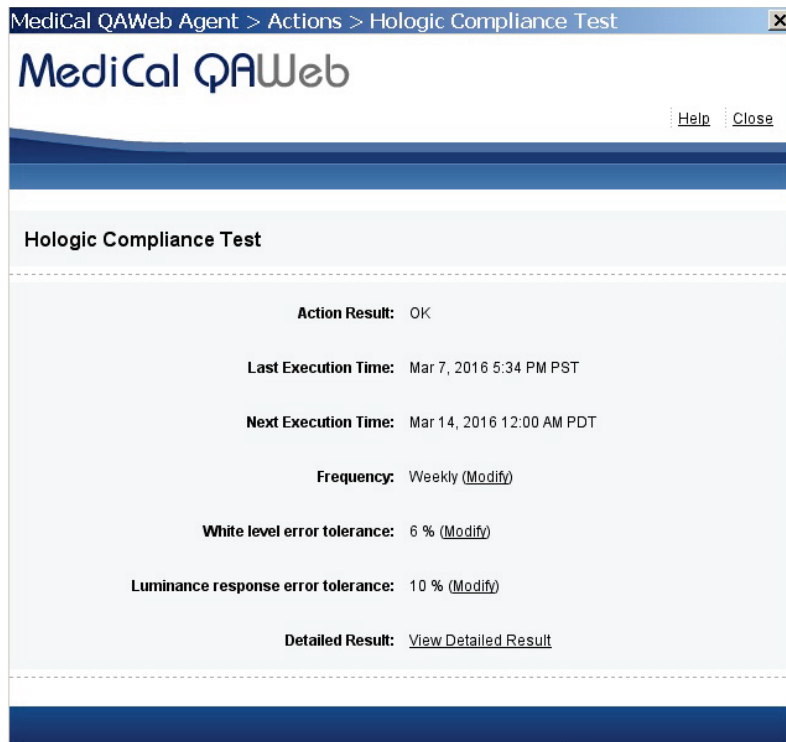 MediCal QAWeb Agent > Actions > Hologic Compliance Test
MediCal QAWeb
Help Close
Hologic Compliance Test
Action Result: OK
Last Execution Time: Mar 7, 2016 5:34 PM PST
Next Execution Time: Mar 14, 2016 12:00 AM PDT
Frequency: Weekly (Modify)
White level error tolerance: 6 % (Modify)
Luminance response error tolerance: 10 % (Modify)
Detailed Result: View Detailed Result